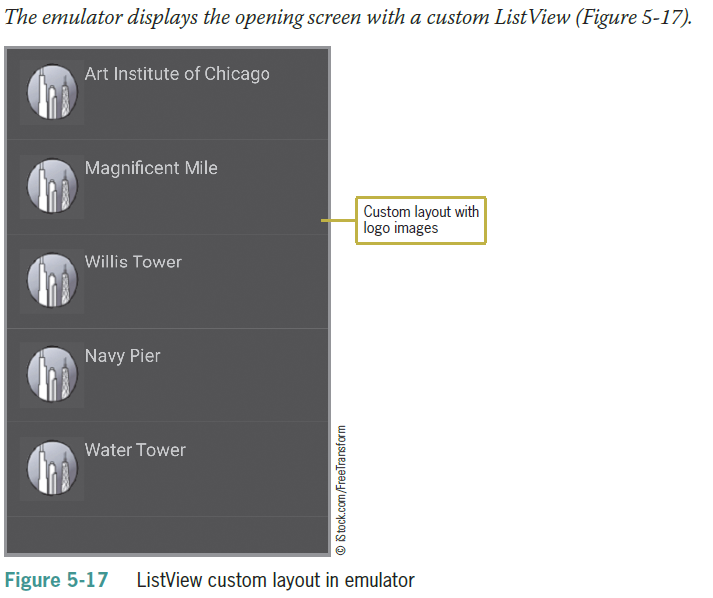 The emulator displays the opening screen with a custom ListView (Figure 5-17).
Art Institute of Chicago
Magnificent Mile
Custom layout with
logo images
Willis Tower
Navy Pier
Water Tower
© iStock.com/FreeTransform
Figure 5-17 ListView custom layout in emulator